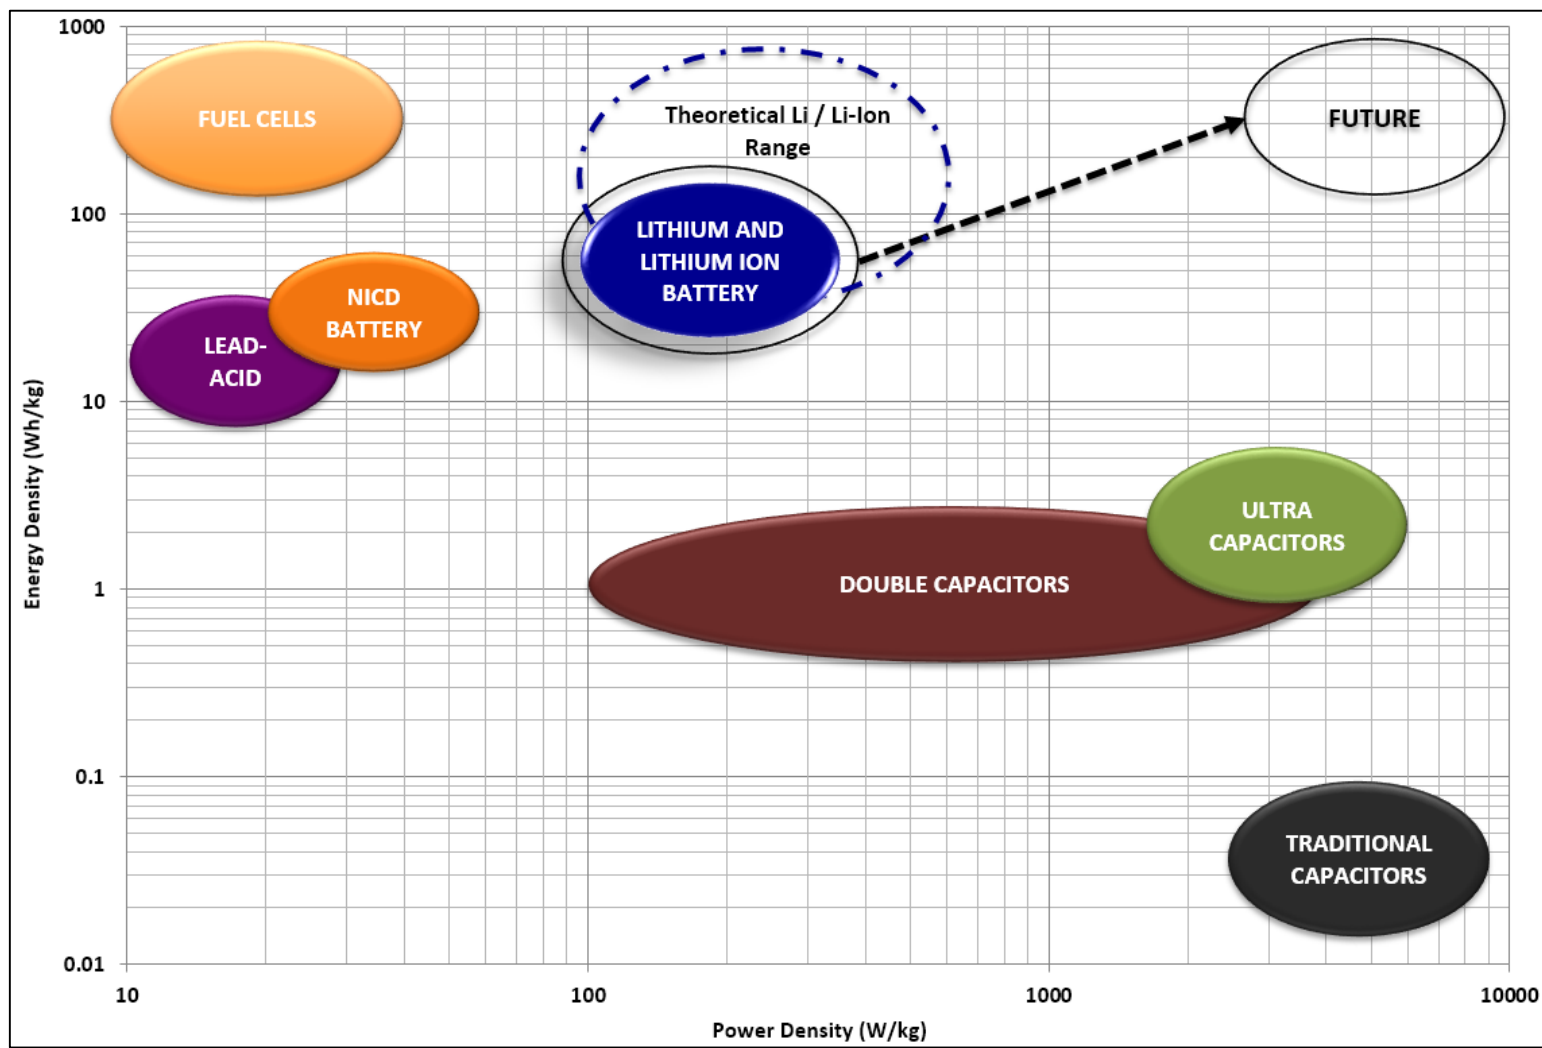 1000
100
10
1
0.1
0.01
Energy Density (Wh/kg)
FUEL CELLS
Theoretical Li / Li-Ion
Range
FUTURE
LITHIUM AND
LITHIUM ION
BATTERY
NICD
BATTERY
LEAD-
ACID
ULTRA
CAPACITORS
DOUBLE CAPACITORS
TRADITIONAL
CAPACITORS
10
100
1000
10000
Power Density (W/kg)